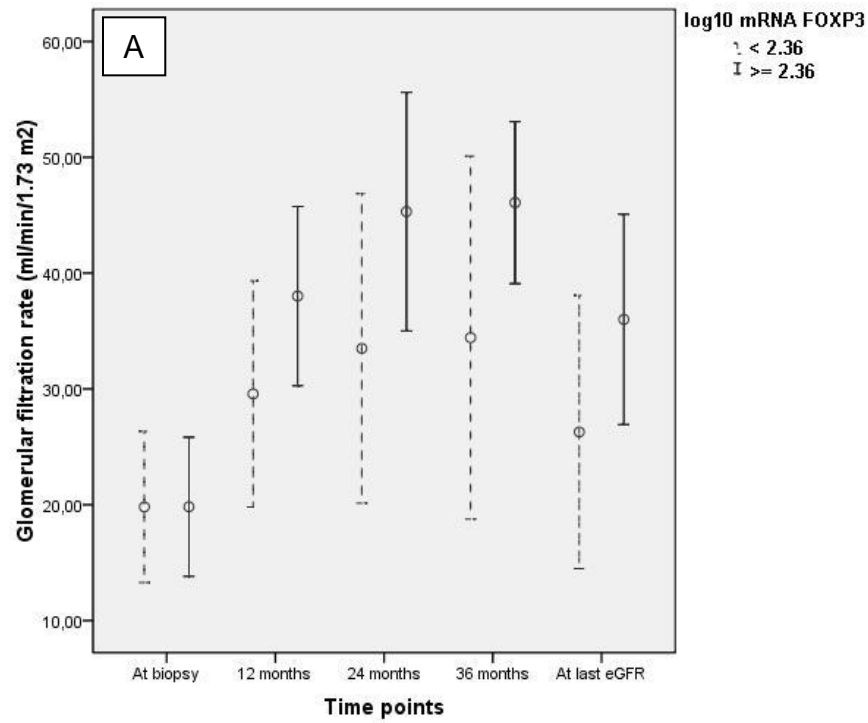 A
log10 mRNA FOXP3
< 2.36
>= 2.36
Glomerular filtration rate (ml/min/1.73 m2)
60,00
50,00
40,00
30,00
20,00
10,00
At biopsy
12 months
24 months
36 months
At last eGFR
Time points